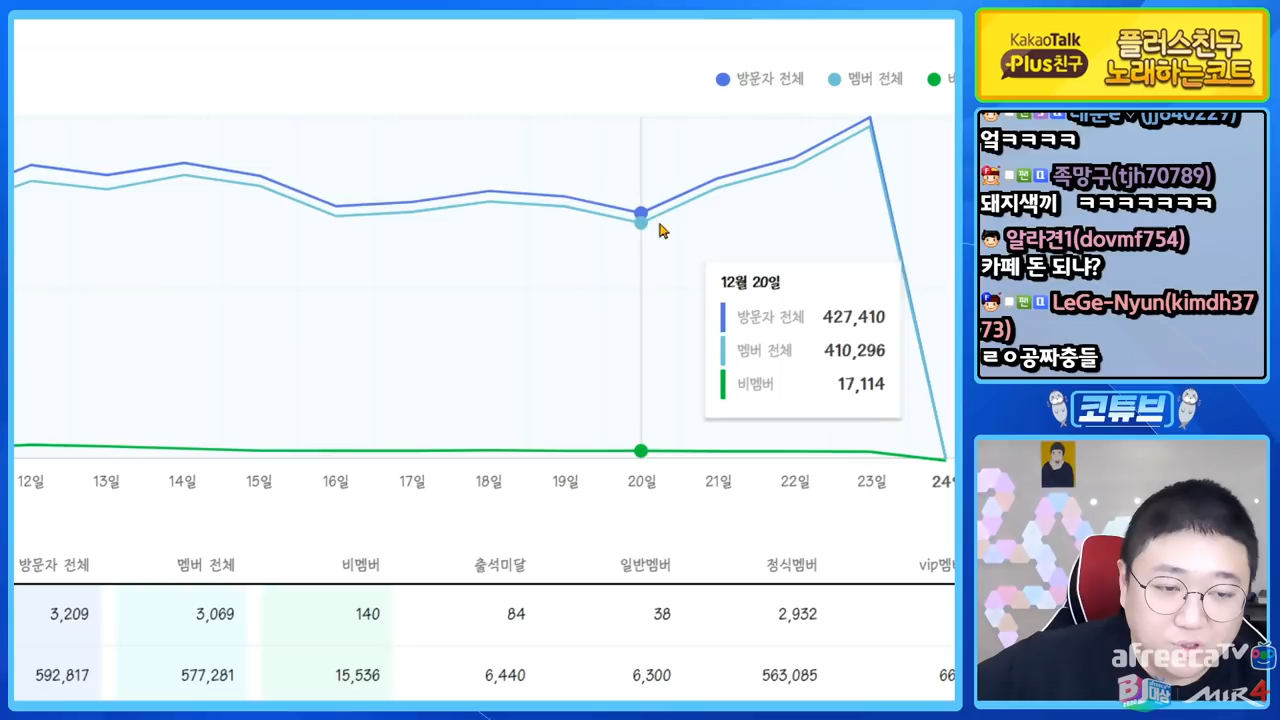 방문자 전체 멤버 전체
12월 20일
방문자 전체 427,410
멤버 전체 410,296
비멤버 17,114
12일 13일 14일 15일 16일 17일 18일 19일 20일 21일 22일 23일 24
방문자 전체 멤버 전체 비멤버 출석미달 일반멤버 정식멤버
3,209 3,069 140 84 38 2,932
592,817 577,281 15,536 6,440 6,300 563,085
KakaoTalk
Plus친구
플러스친구
노래하는코트
엌ㅋㅋㅋㅋ
족망구(tjh70789)
돼지색끼 ㅋㅋㅋㅋㅋㅋㅋ
알라견1(dovmf754)
카페 돈 되냐?
LeGe-Nyun(kimdh37
73)
ㄹㅇ공짜충들
코튜브
afreecaTV
BJ대상 MIR4